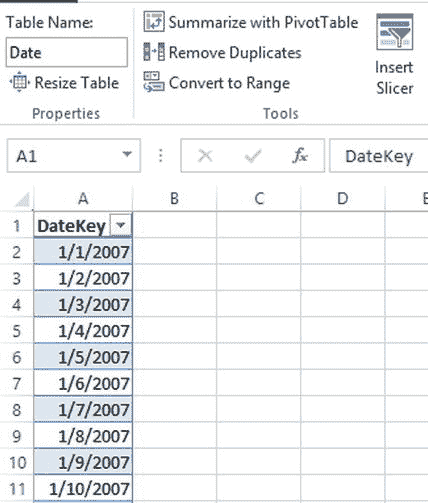 Table Name:
Date
Resize Table
Properties
Summarize with PivotTable
Remove Duplicates
Convert to Range
Tools
Insert
Slicer
A1
fx
DateKey
A B C D E
1 DateKey
2 1/1/2007
3 1/2/2007
4 1/3/2007
5 1/4/2007
6 1/5/2007
7 1/6/2007
8 1/7/2007
9 1/8/2007
10 1/9/2007
11 1/10/2007